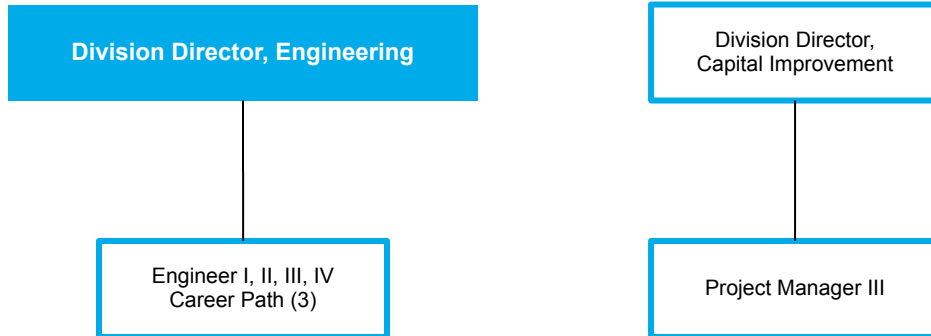 Division Director, Engineering
Division Director,
Capital Improvement
Engineer I, II, III, IV
Career Path (3)
Project Manager III